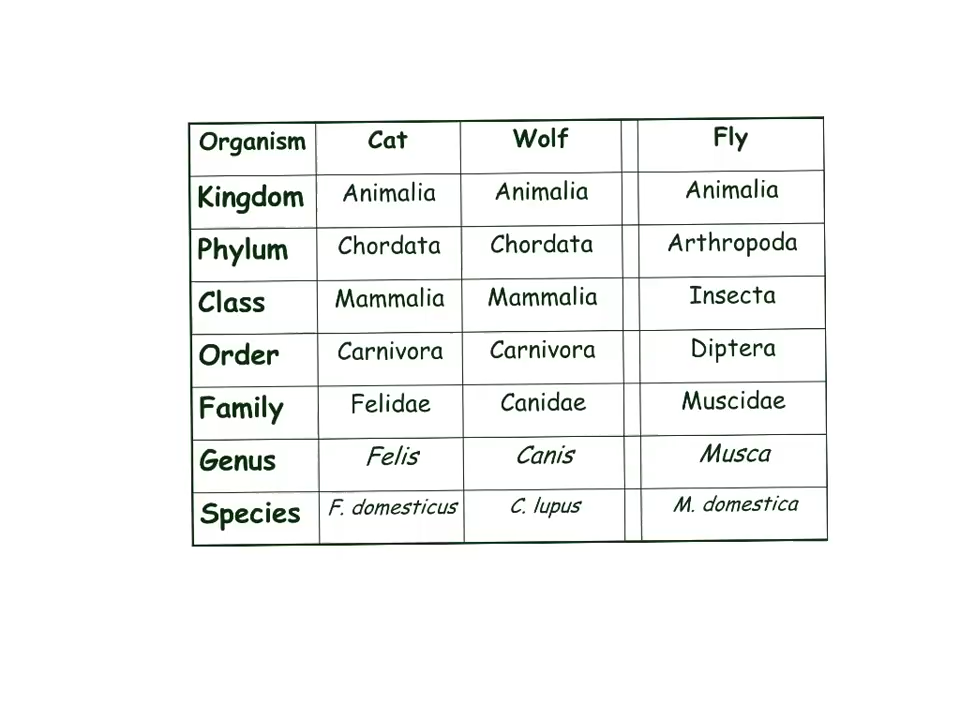 Organism Cat Wolf Fly
Kingdom Animalia Animalia Animalia
Phylum Chordata Chordata Arthropoda
Class Mammalia Mammalia Insecta
Order Carnivora Carnivora Diptera
Family Felidae Canidae Muscidae
Genus Felis Canis Musca
Species F. domesticus C. lupus M. domestica